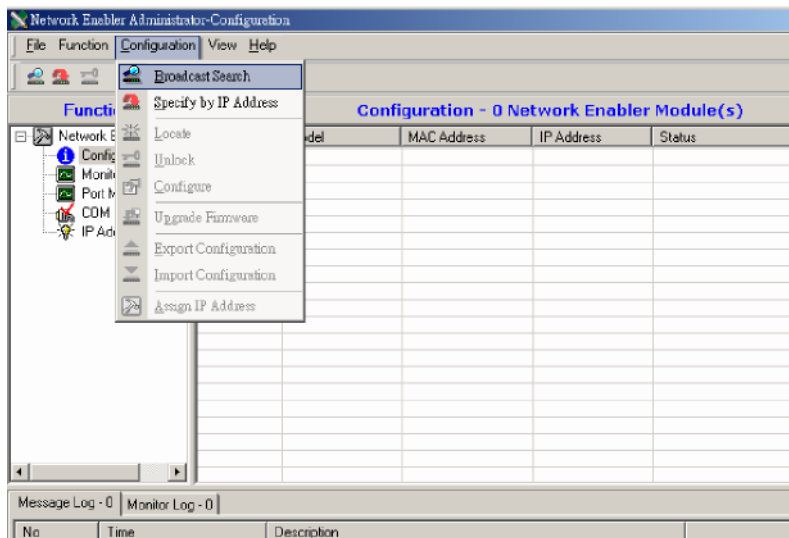 Network Enabler Administrator-Configuration
File Function Configuration View Help
Broadcast Search
Specify by IP Address
Locate
Unlock
Configure
Upgrade Firmware
Export Configuration
Import Configuration
Assign IP Address
Configuration - 0 Network Enabler Module(s)
MAC Address IP Address Status
Network
COM
Message Log - 0 Monitor Log - 0
No Time Description